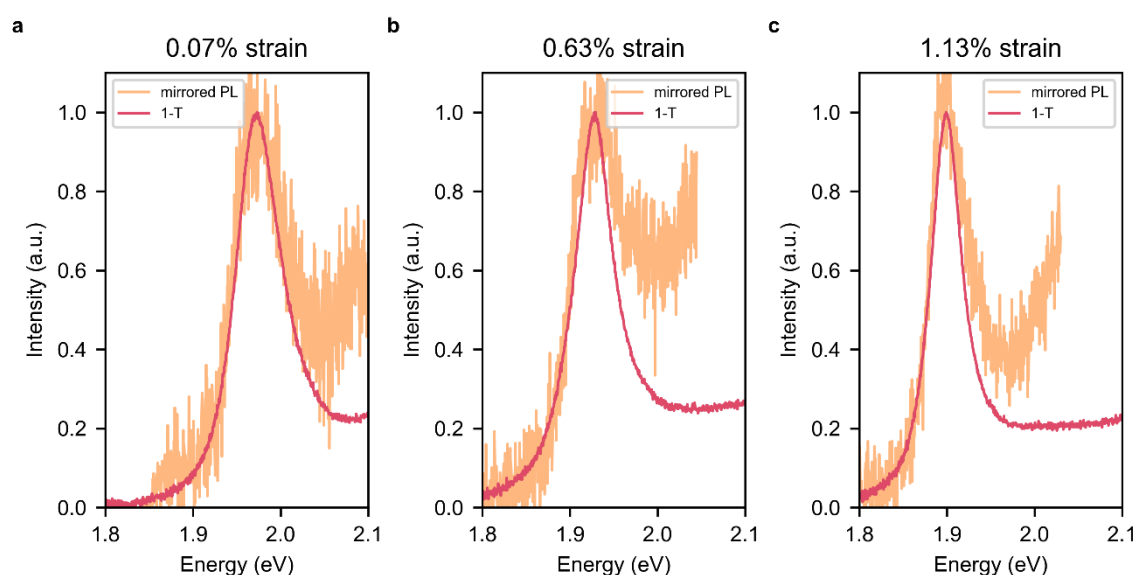 a
0.07% strain
mirrored PL
1-T
1.0
0.8
0.6
0.4
0.2
0.0
Intensity (a.u.)
1.8 1.9 2.0 2.1
Energy (eV)
b
0.63% strain
mirrored PL
1-T
1.0
0.8
0.6
0.4
0.2
0.0
Intensity (a.u.)
1.8 1.9 2.0 2.1
Energy (eV)
c
1.13% strain
mirrored PL
1-T
1.0
0.8
0.6
0.4
0.2
0.0
Intensity (a.u.)
1.8 1.9 2.0 2.1
Energy (eV)